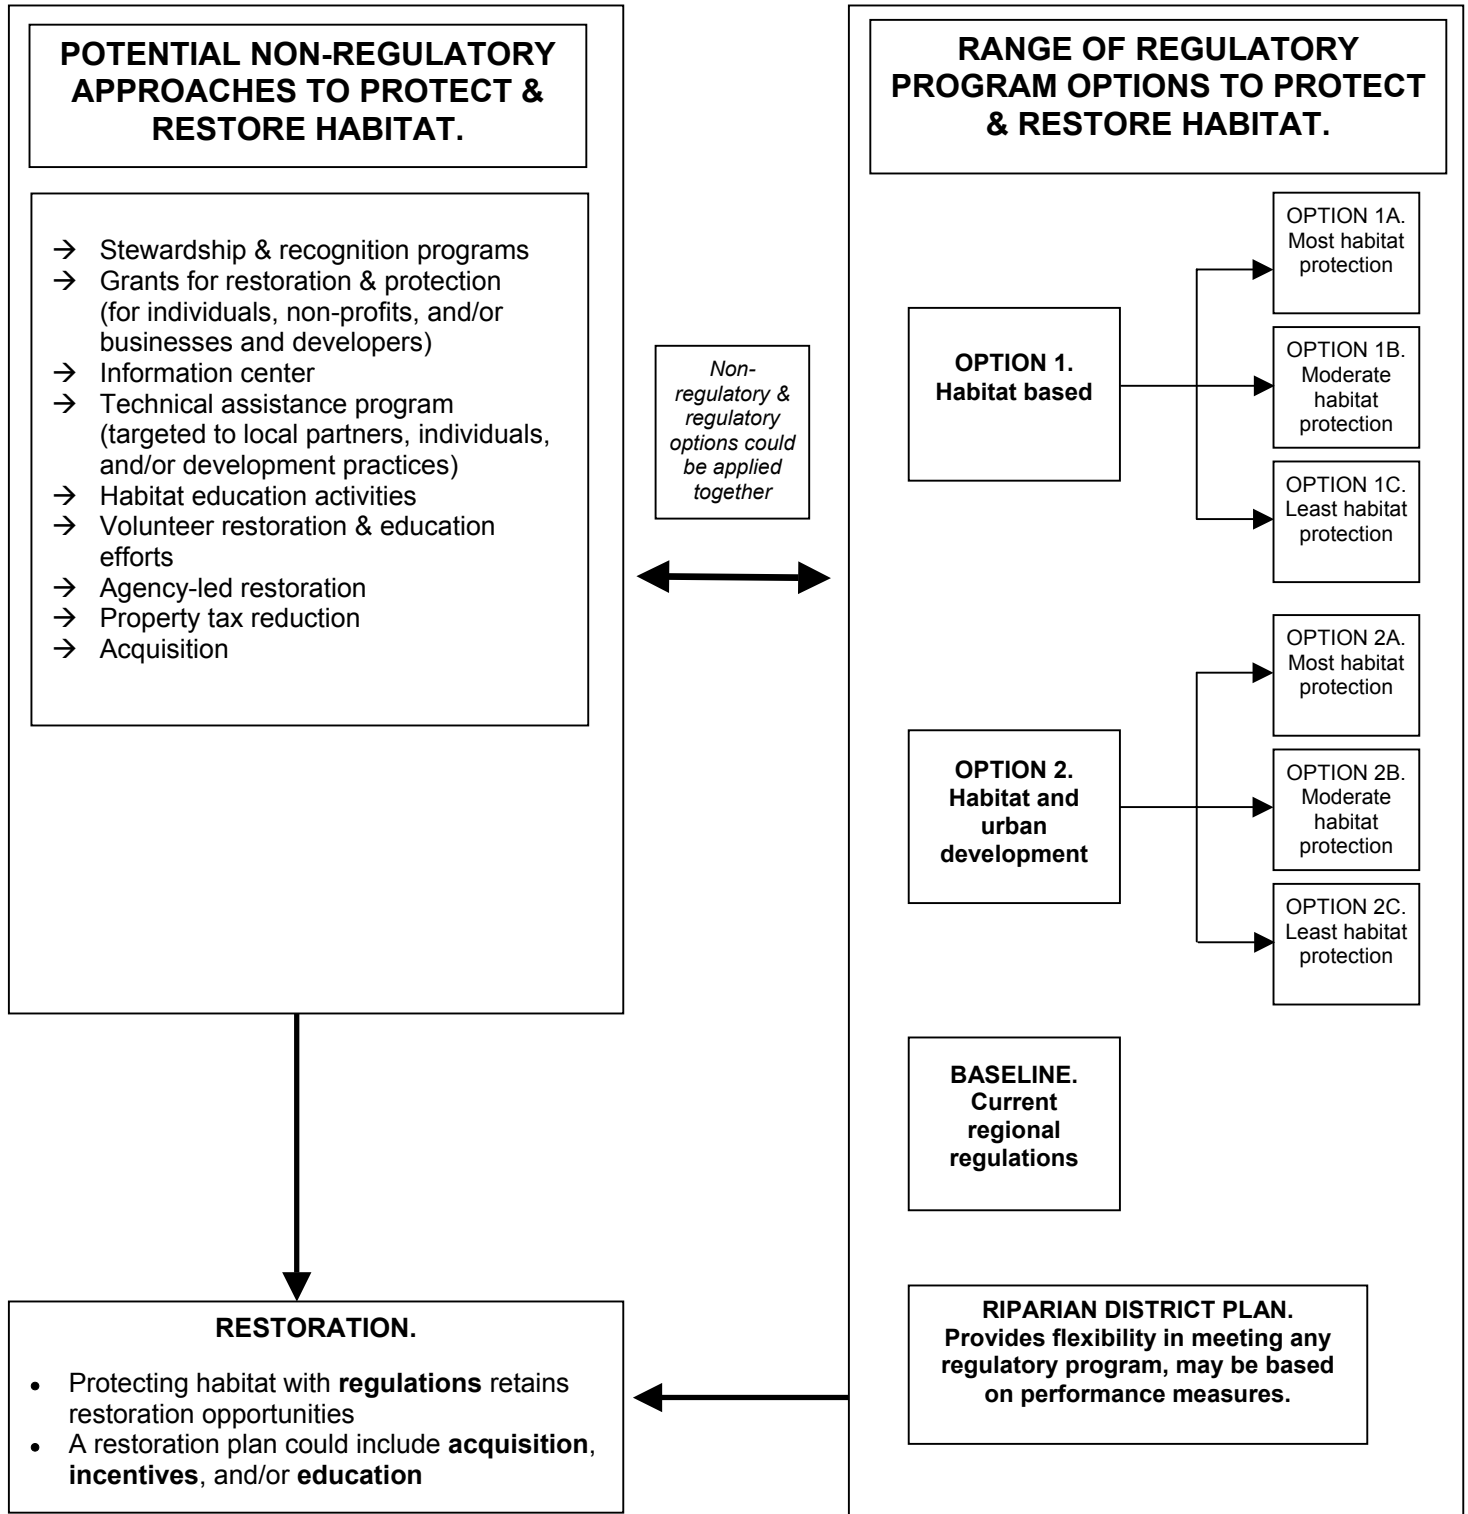 POTENTIAL NON-REGULATORY
APPROACHES TO PROTECT &
RESTORE HABITAT.
→ Stewardship & recognition programs
→ Grants for restoration & protection
(for individuals, non-profits, and/or
businesses and developers)
→ Information center
→ Technical assistance program
(targeted to local partners, individuals,
and/or development practices)
→ Habitat education activities
→ Volunteer restoration & education
efforts
→ Agency-led restoration
→ Property tax reduction
→ Acquisition
Non-
regulatory &
regulatory
options could
be applied
together
RANGE OF REGULATORY
PROGRAM OPTIONS TO PROTECT
& RESTORE HABITAT.
OPTION 1.
Habitat based
OPTION 1A.
Most habitat
protection
OPTION 1B.
Moderate
habitat
protection
OPTION 1C.
Least habitat
protection
OPTION 2.
Habitat and
urban
development
OPTION 2A.
Most habitat
protection
OPTION 2B.
Moderate
habitat
protection
OPTION 2C.
Least habitat
protection
BASELINE.
Current
regional
regulations
RIPARIAN DISTRICT PLAN.
Provides flexibility in meeting any
regulatory program, may be based
on performance measures.
RESTORATION.
• Protecting habitat with regulations retains
restoration opportunities
• A restoration plan could include acquisition,
incentives, and/or education